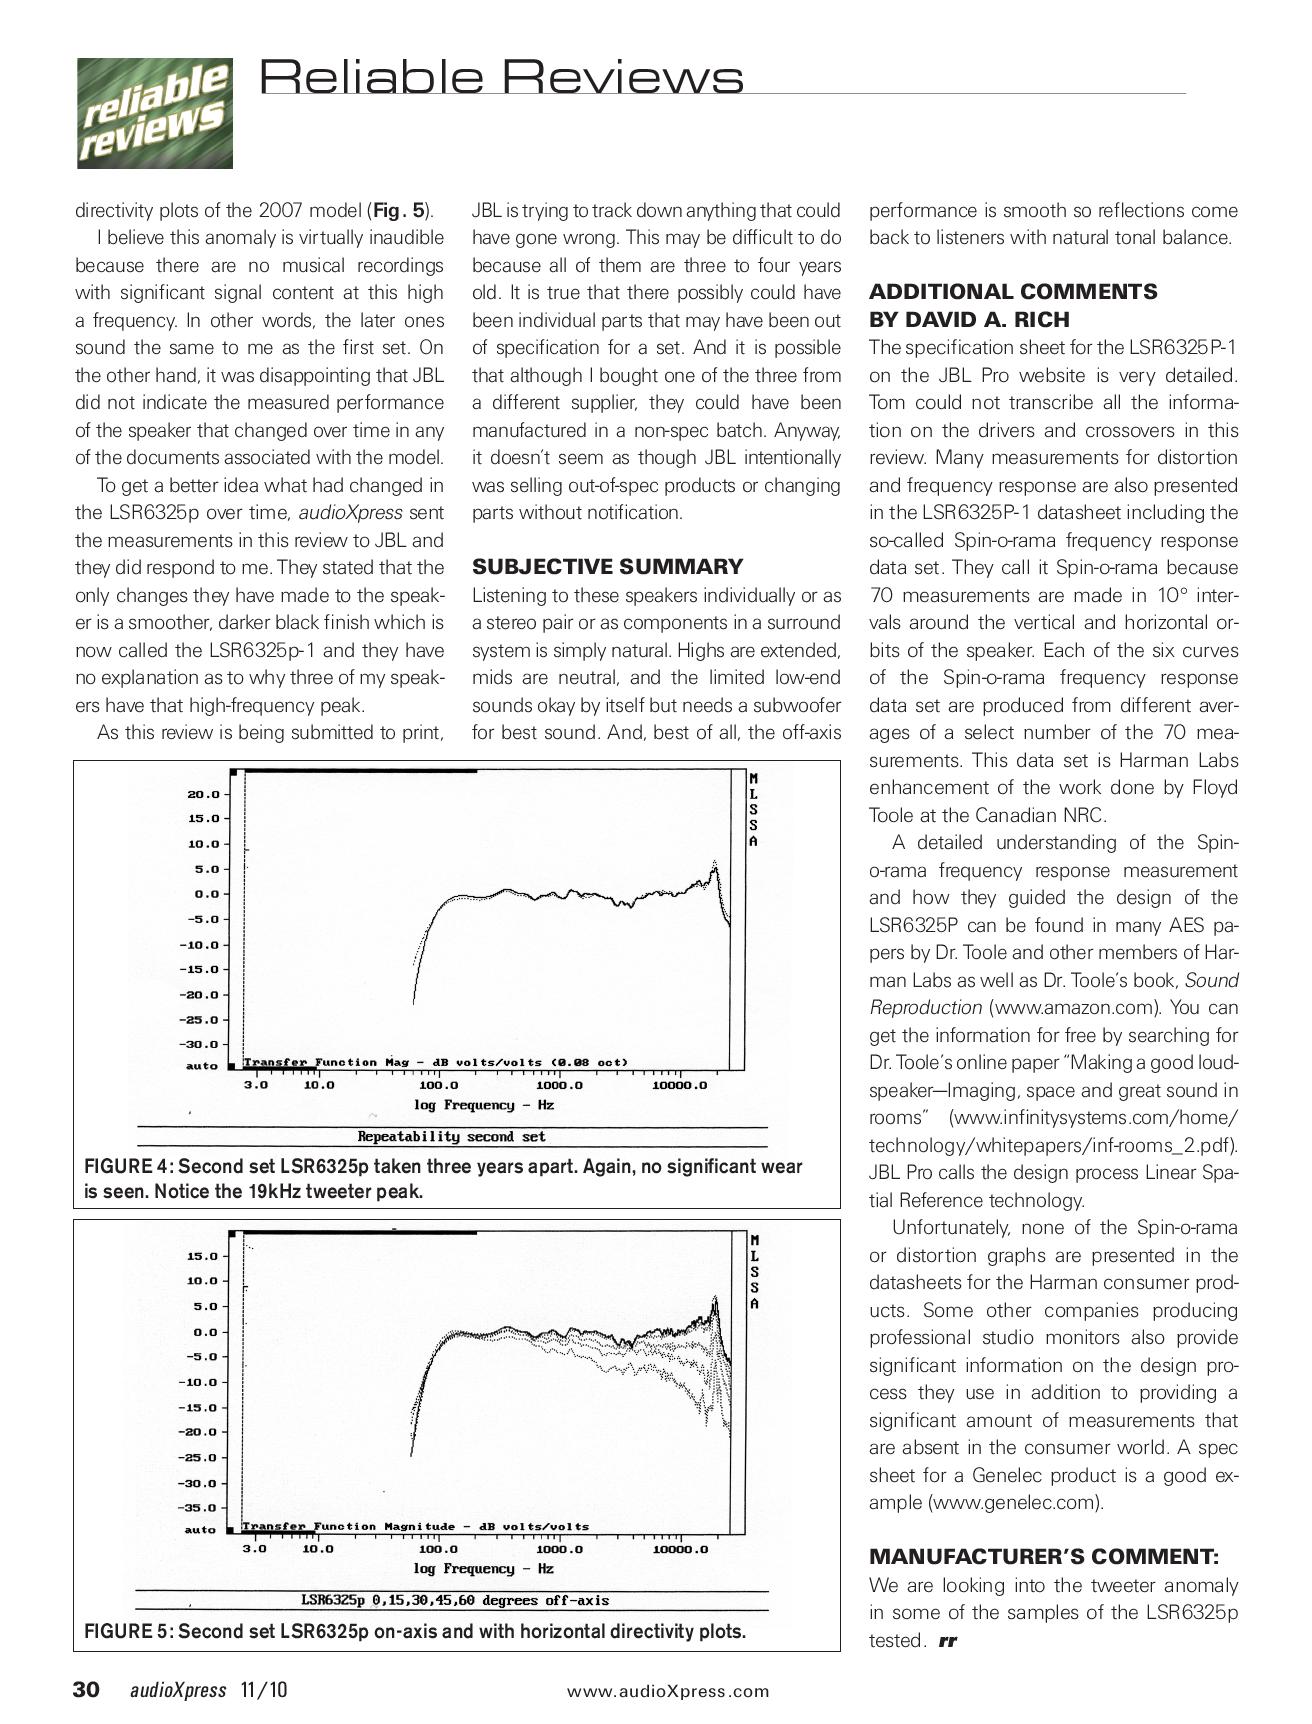 reliable
reviews
Reliable Reviews
directivity plots of the 2007 model (Fig. 5).
I believe this anomaly is virtually inaudible
because there are no musical recordings
with significant signal content at this high
a frequency. In other words, the later ones
sound the same to me as the first set. On
the other hand, it was disappointing that JBL
did not indicate the measured performance
of the speaker that changed over time in any
of the documents associated with the model.
To get a better idea what had changed in
the LSR6325p over time, audioXpress sent
the measurements in this review to JBL and
they did respond to me. They stated that the
only changes they have made to the speak-
er is a smoother, darker black finish which is
now called the LSR6325p-1 and they have
no explanation as to why three of my speak-
ers have that high-frequency peak.
As this review is being submitted to print,
JBL is trying to track down anything that could
have gone wrong. This may be difficult to do
because all of them are three to four years
old. It is true that there possibly could have
been individual parts that may have been out
of specification for a set. And it is possible
that although I bought one of the three from
a different supplier, they could have been
manufactured in a non-spec batch. Anyway,
it doesn't seem as though JBL intentionally
was selling out-of-spec products or changing
parts without notification.
SUBJECTIVE SUMMARY
Listening to these speakers individually or as
a stereo pair or as components in a surround
system is simply natural. Highs are extended,
mids are neutral, and the limited low-end
sounds okay by itself but needs a subwoofer
for best sound. And, best of all, the off-axis
performance is smooth so reflections come
back to listeners with natural tonal balance.
ADDITIONAL COMMENTS
BY DAVID A. RICH
The specification sheet for the LSR6325P-1
on the JBL Pro website is very detailed.
Tom could not transcribe all the informa-
tion on the drivers and crossovers in this
review. Many measurements for distortion
and frequency response are also presented
in the LSR6325P-1 datasheet including the
so-called Spin-o-rama frequency response
data set. They call it Spin-o-rama because
70 measurements are made in 10° inter-
vals around the vertical and horizontal or-
bits of the speaker. Each of the six curves
of the Spin-o-rama frequency response
data set are produced from different aver-
ages of a select number of the 70 mea-
surements. This data set is Harman Labs
enhancement of the work done by Floyd
Toole at the Canadian NRC.
A detailed understanding of the Spin-
o-rama frequency response measurement
and how they guided the design of the
LSR6325P can be found in many AES pa-
pers by Dr. Toole and other members of Har-
man Labs as well as Dr. Toole's book, Sound
Reproduction (www.amazon.com). You can
get the information for free by searching for
Dr. Toole's online paper "Making a good loud-
speaker—Imaging, space and great sound in
rooms" (www.infinitysystems.com/home/
technology/whitepapers/inf-rooms_2.pdf).
JBL Pro calls the design process Linear Spa-
tial Reference technology.
Unfortunately, none of the Spin-o-rama
or distortion graphs are presented in the
datasheets for the Harman consumer prod-
ucts. Some other companies producing
professional studio monitors also provide
significant information on the design pro-
cess they use in addition to providing a
significant amount of measurements that
are absent in the consumer world. A spec
sheet for a Genelec product is a good ex-
ample (www.genelec.com).
MANUFACTURER'S COMMENT:
We are looking into the tweeter anomaly
in some of the samples of the LSR6325p
tested. rr
20.0
15.0
10.0
5.0
0.0
-5.0
-10.0
-15.0
-20.0
-25.0
-30.0
auto
MLSSA
Transfer Function Mag - dB volts/volts (0.08 oct)
3.0 10.0 100.0 1000.0 10000.0
log Frequency - Hz
Repeatability second set
FIGURE 4: Second set LSR6325p taken three years apart. Again, no significant wear
is seen. Notice the 19kHz tweeter peak.
15.0
10.0
5.0
0.0
-5.0
-10.0
-15.0
-20.0
-25.0
-30.0
-35.0
auto
MLSSA
Transfer Function Magnitude - dB volts/volts
3.0 10.0 100.0 1000.0 10000.0
log Frequency - Hz
LSR6325p 0,15,30,45,60 degrees off-axis
FIGURE 5: Second set LSR6325p on-axis and with horizontal directivity plots.
30 audioXpress 11/10
www.audioXpress.com